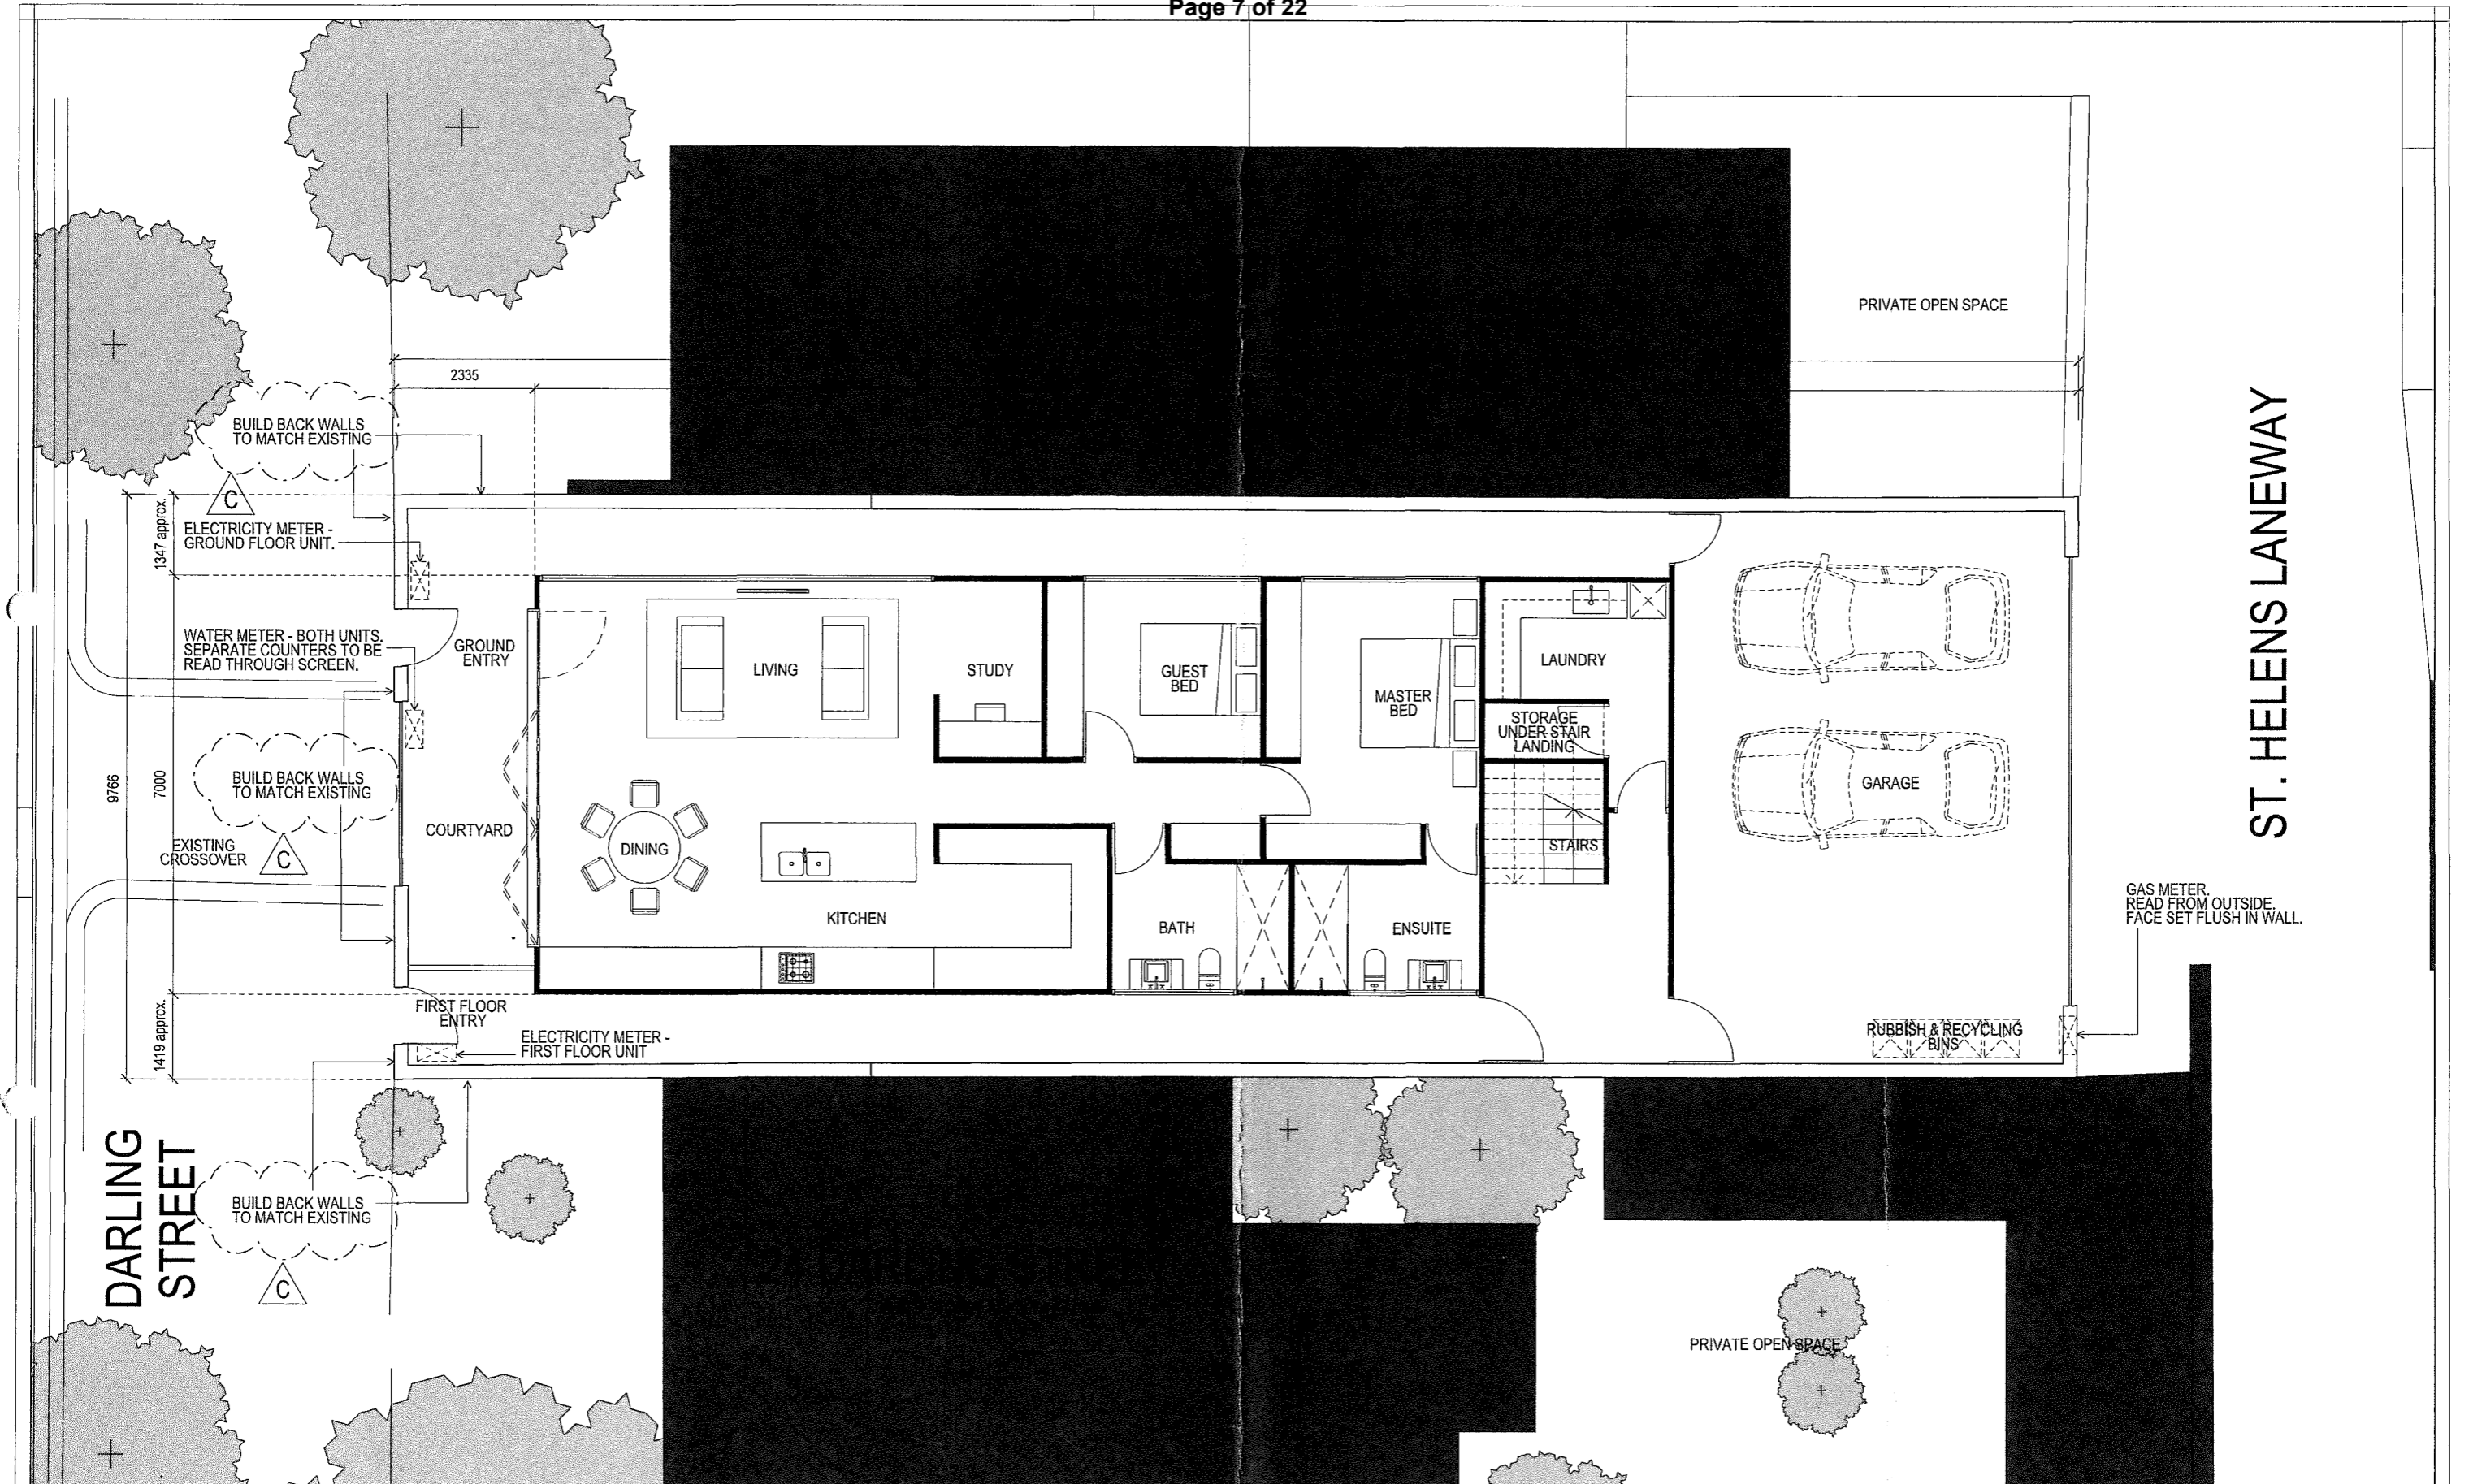 Page 7 of 22
PRIVATE OPEN SPACE
2335
BUILD BACK WALLS
TO MATCH EXISTING
C
1347 approx.
ELECTRICITY METER -
GROUND FLOOR UNIT.
WATER METER - BOTH UNITS.
SEPARATE COUNTERS TO BE
READ THROUGH SCREEN.
GROUND
ENTRY
LIVING
STUDY
GUEST
BED
MASTER
BED
LAUNDRY
STORAGE
UNDER STAIR
LANDING
GARAGE
ST. HELENS LANEWAY
9766
7000
BUILD BACK WALLS
TO MATCH EXISTING
EXISTING
CROSSOVER
C
COURTYARD
DINING
KITCHEN
STAIRS
BATH
ENSUITE
GAS METER.
READ FROM OUTSIDE.
FACE SET FLUSH IN WALL.
1419 approx.
FIRST FLOOR
ENTRY
ELECTRICITY METER -
FIRST FLOOR UNIT
RUBBISH & RECYCLING
BINS
DARLING
STREET
BUILD BACK WALLS
TO MATCH EXISTING
C
PRIVATE OPEN SPACE